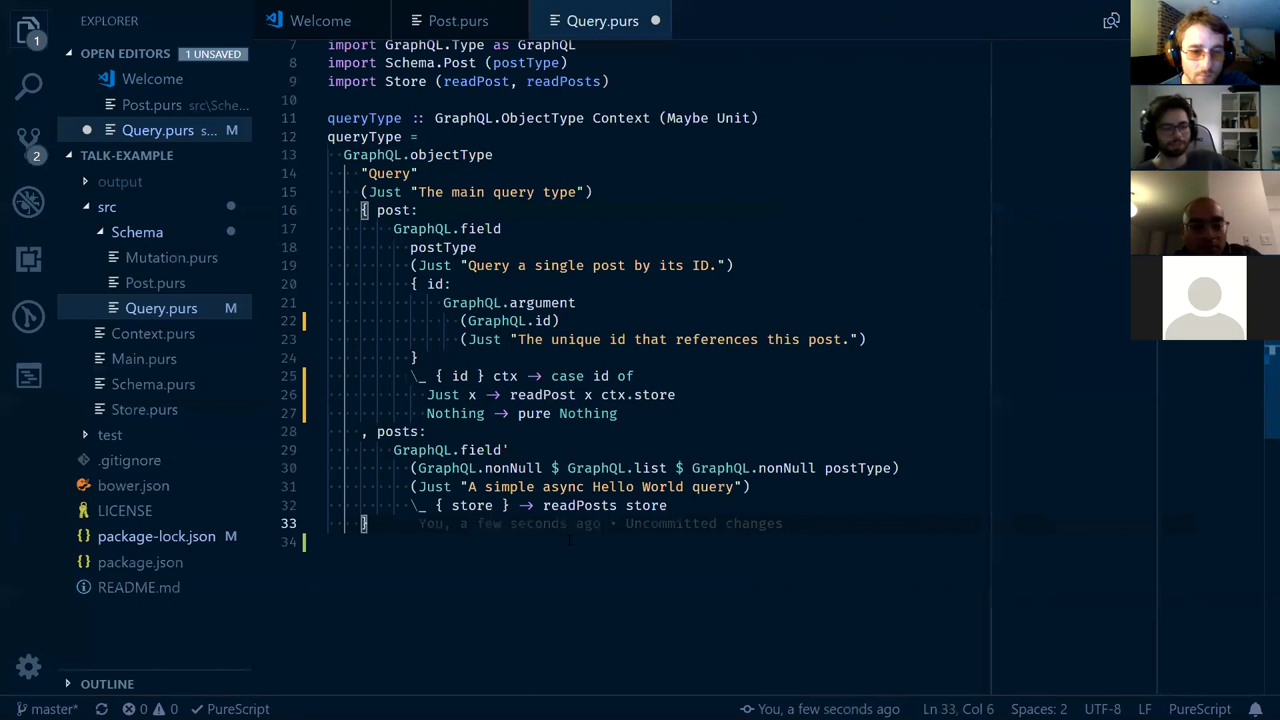 EXPLORER
Welcome
Post.purs
Query.purs
OPEN EDITORS 1 UNSAVED
Welcome
Post.purs src\Sche...
Query.purs s... M
TALK-EXAMPLE
output
src
Schema
Mutation.purs
Post.purs
Query.purs M
Context.purs
Main.purs
Schema.purs
Store.purs
test
.gitignore
bower.json
LICENSE
package-lock.json M
package.json
README.md
OUTLINE
1
2
7 import GraphQL.Type as GraphQL
8 import Schema.Post (postType)
9 import Store (readPost, readPosts)
10
11 queryType :: GraphQL.ObjectType Context (Maybe Unit)
12 queryType =
13 GraphQL.objectType
14 "Query"
15 (Just "The main query type")
16 { post:
17 GraphQL.field
18 postType
19 (Just "Query a single post by its ID.")
20 { id:
21 GraphQL.argument
22 (GraphQL.id)
23 (Just "The unique id that references this post.")
24 }
25 \_ { id } ctx → case id of
26 Just x → readPost x ctx.store
27 Nothing → pure Nothing
28 , posts:
29 GraphQL.field'
30 (GraphQL.nonNull $ GraphQL.list $ GraphQL.nonNull postType)
31 (Just "A simple async Hello World query")
32 \_ { store } → readPosts store
33 } You, a few seconds ago • Uncommitted changes
34
master* 0 0 ✓ PureScript You, a few seconds ago Ln 33, Col 6 Spaces: 2 UTF-8 LF PureScript